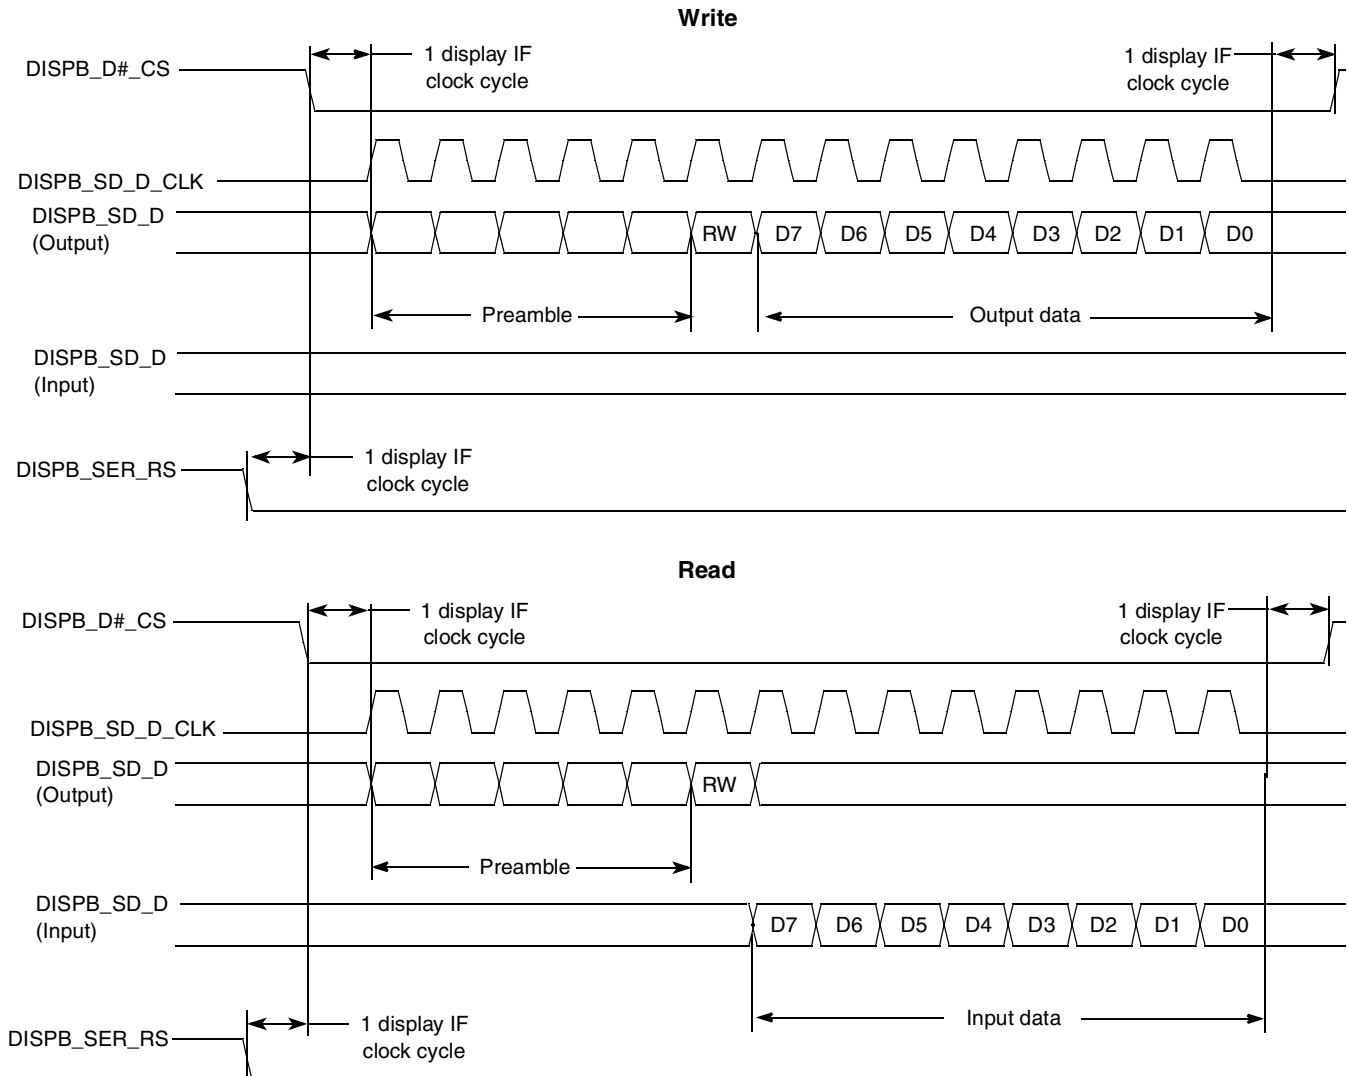 Write
DISPB_D#_CS
1 display IF
clock cycle
1 display IF
clock cycle
DISPB_SD_D_CLK
DISPB_SD_D
(Output)
RW D7 D6 D5 D4 D3 D2 D1 D0
Preamble
Output data
DISPB_SD_D
(Input)
DISPB_SER_RS
1 display IF
clock cycle
Read
DISPB_D#_CS
1 display IF
clock cycle
1 display IF
clock cycle
DISPB_SD_D_CLK
DISPB_SD_D
(Output)
RW
Preamble
DISPB_SD_D
(Input)
D7 D6 D5 D4 D3 D2 D1 D0
Input data
DISPB_SER_RS
1 display IF
clock cycle